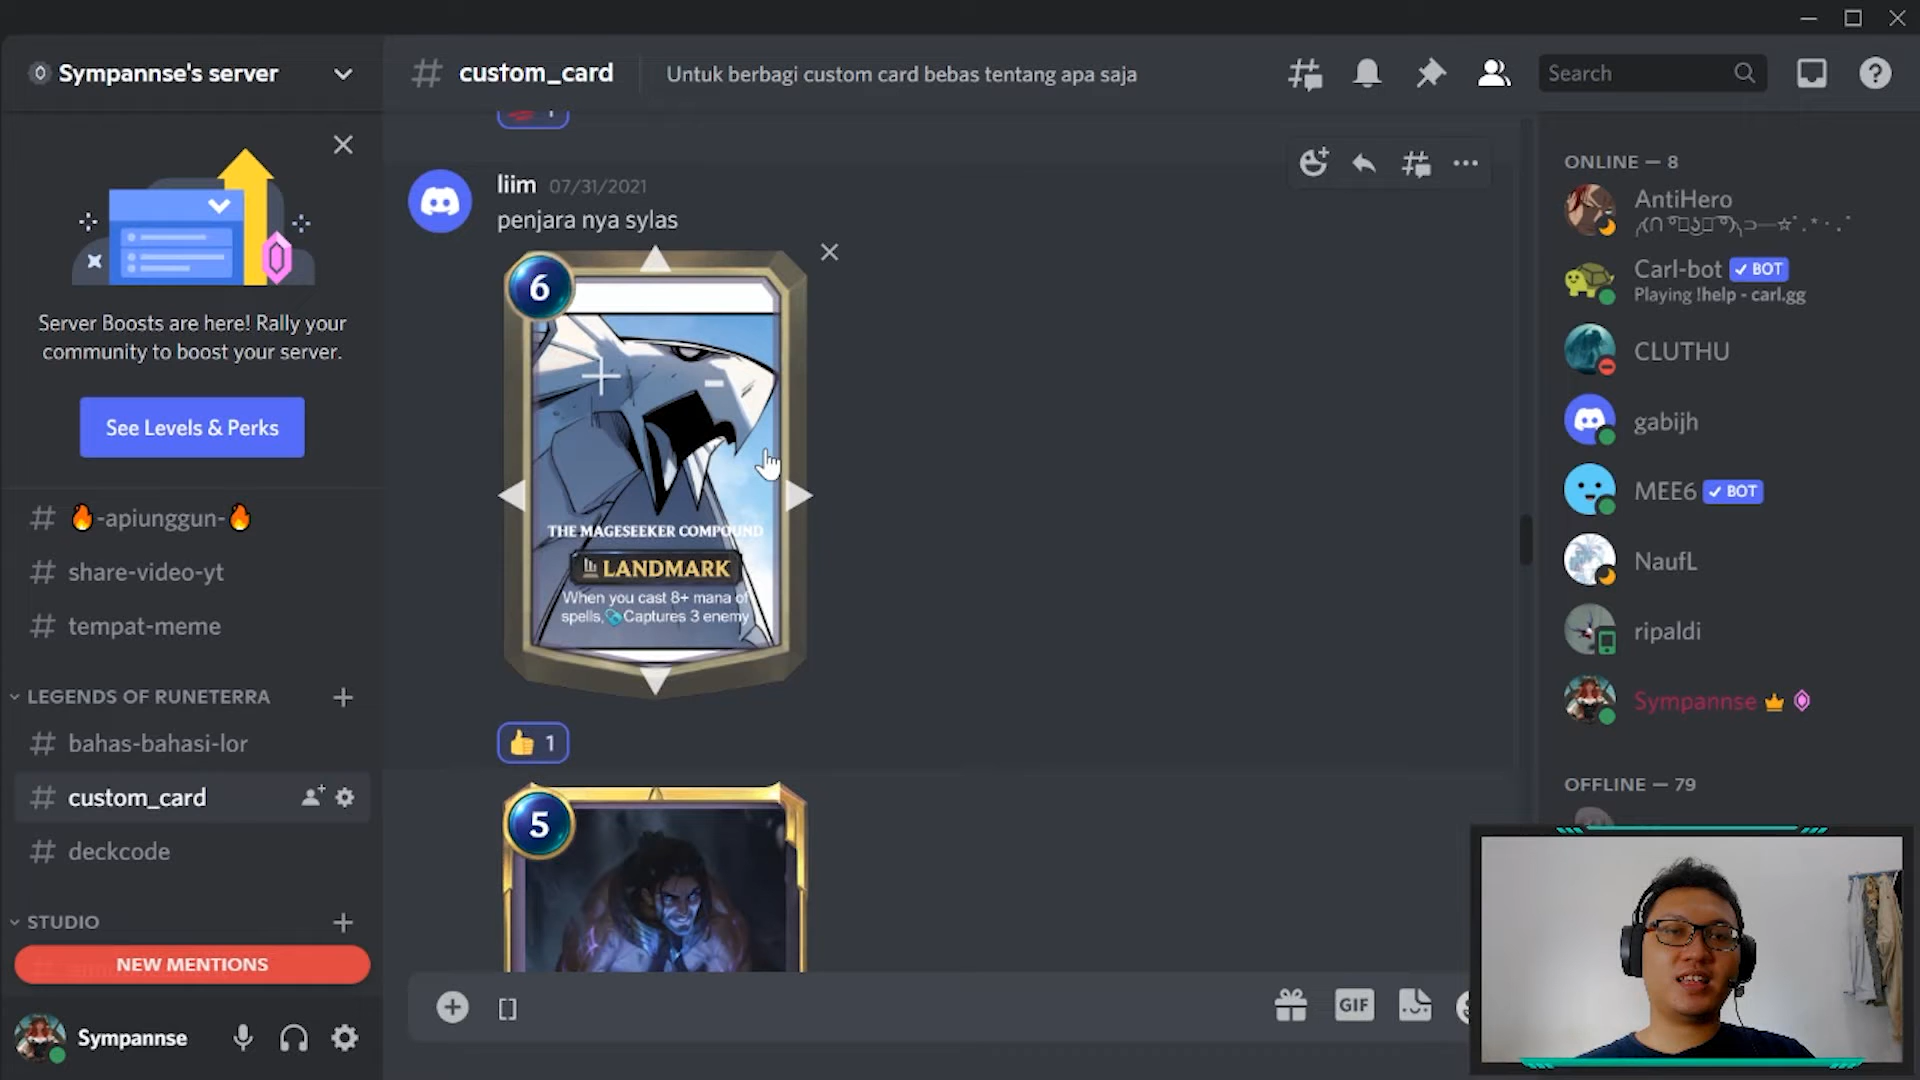 Sympannse's server
custom_card
Untuk berbagi custom card bebas tentang apa saja
Search
Server Boosts are here! Rally your
community to boost your server.
See Levels & Perks
-apiunggun-
share-video-yt
tempat-meme
LEGENDS OF RUNETERRA
bahas-bahasi-lor
custom_card
deckcode
STUDIO
NEW MENTIONS
Sympannse
liim 07/31/2021
penjara nya sylas
6
THE MAGESEEKER COMPOUND
LANDMARK
When you cast 8+ mana of
spells, Captures 3 enemy
1
5
[]
GIF
ONLINE — 8
AntiHero
Carl-bot ✓ BOT
Playing !help - carl.gg
CLUTHU
gabijh
MEE6 ✓ BOT
NaufL
ripaldi
Sympannse
OFFLINE — 79